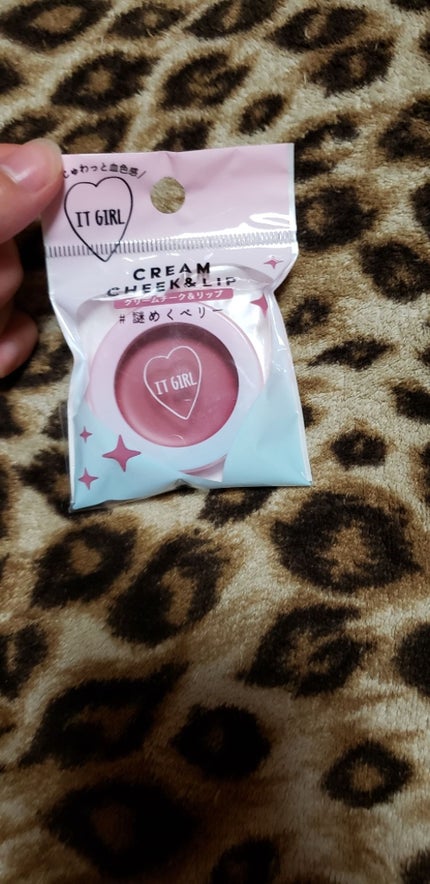 じゅわっと血色感/
IT GIRL
CREAM
CHEEK & LIP
クリームチーク&リップ
#謎めくベリー
IT GIRL